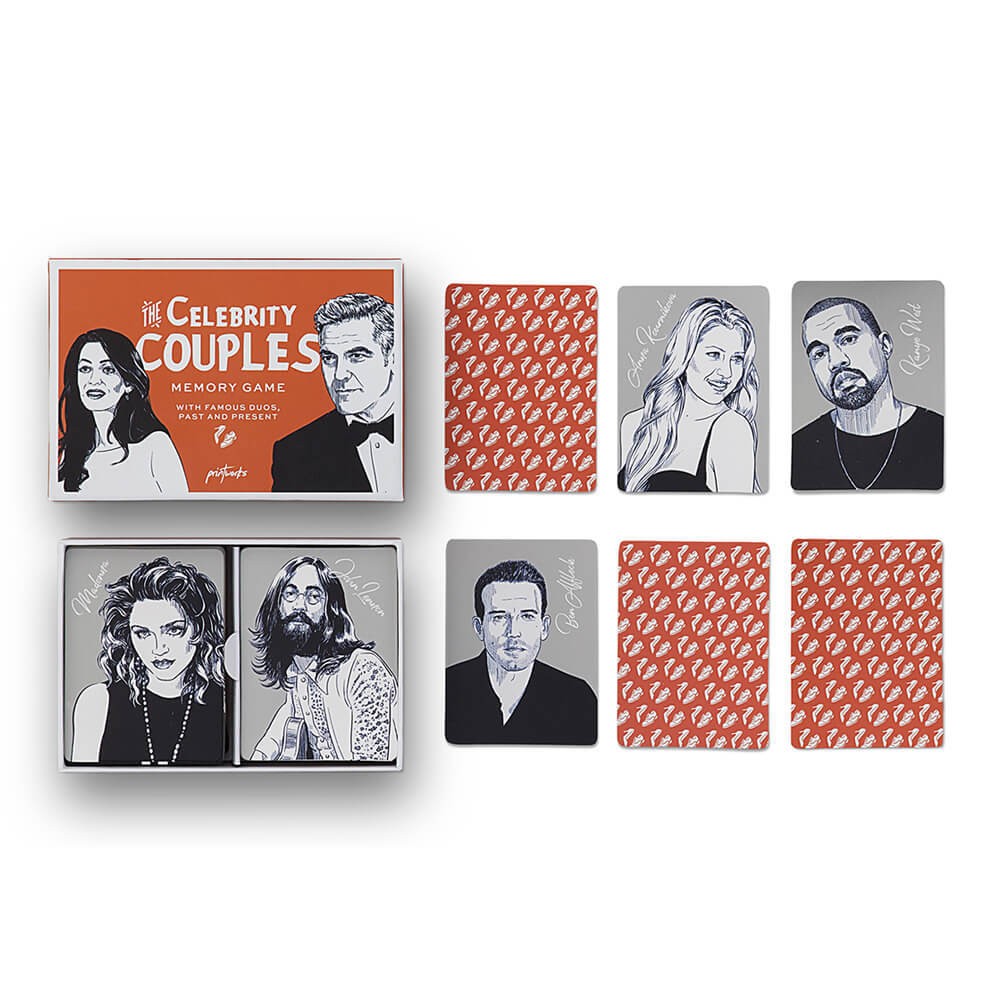 THE CELEBRITY
COUPLES
MEMORY GAME
WITH FAMOUS DUOS,
PAST AND PRESENT
printworks
Madonna
John Lennon
Anna Kournikova
Kanye West
Ben Affleck